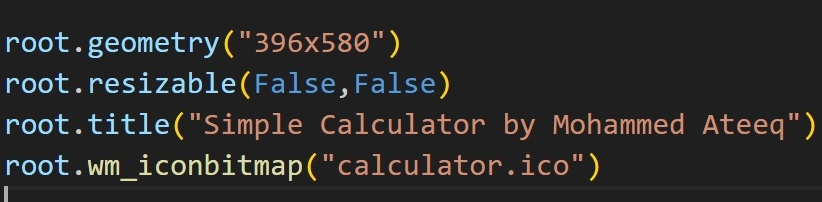 root.geometry("396x580")
root.resizable(False,False)
root.title("Simple Calculator by Mohammed Ateeq")
root.wm_iconbitmap("calculator.ico")